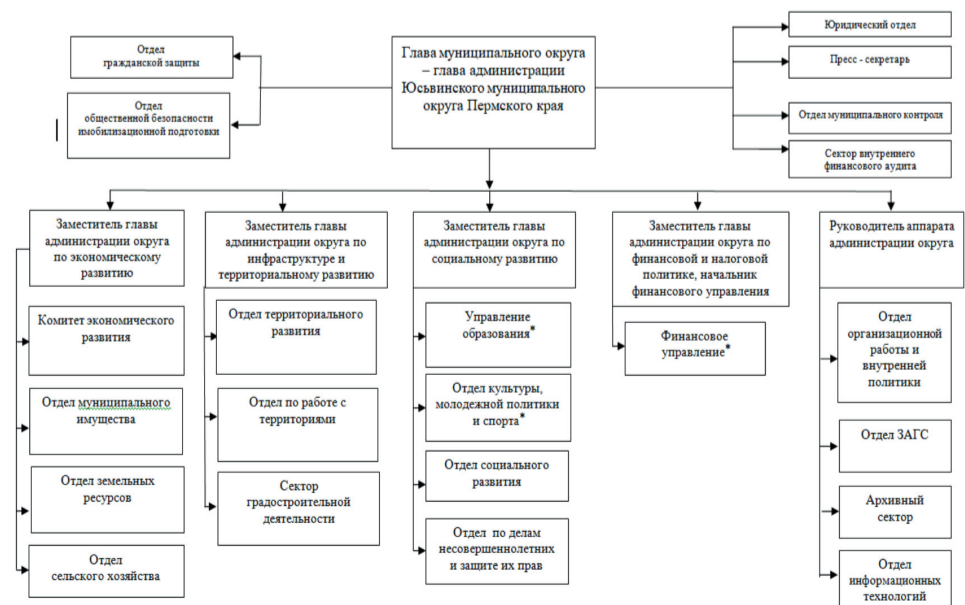 Отдел
гражданской защиты
Отдел
общественной безопасности
имобилизационной подготовки
Глава муниципального округа
– глава администрации
Юсьвинского муниципального
округа Пермского края
Юридический отдел
Пресс - секретарь
Отдел муниципального контроля
Сектор внутреннего
финансового аудита
Заместитель главы
администрации округа
по экономическому
развитию
Комитет экономического
развития
Отдел муниципального
имущества
Отдел земельных
ресурсов
Отдел
сельского хозяйства
Заместитель главы
администрации округа по
инфраструктуре и
территориальному развитию
Отдел территориального
развития
Отдел по работе с
территориями
Сектор
градостроительной
деятельности
Заместитель главы
администрации округа по
социальному развитию
Управление
образования*
Отдел культуры,
молодежной политики
и спорта*
Отдел социального
развития
Отдел по делам
несовершеннолетних
и защите их прав
Заместитель главы
администрации округа по
финансовой и налоговой
политике, начальник
финансового управления
Финансовое
управление*
Руководитель аппарата
администрации округа
Отдел
организационной
работы и
внутренней
политики
Отдел ЗАГС
Архивный
сектор
Отдел
информационных
технологий